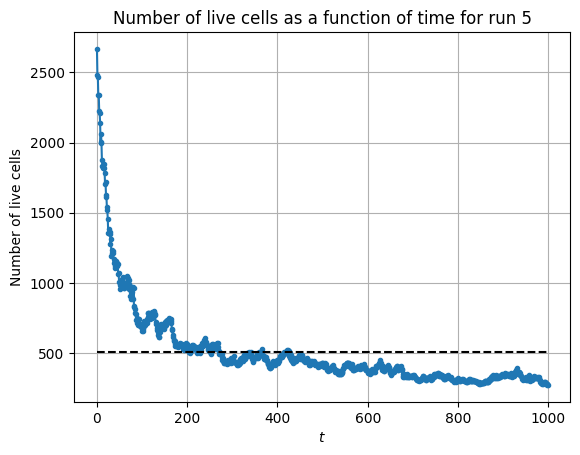 Number of live cells as a function of time for run 5
2500
2000
1500
1000
500
Number of live cells
0 200 400 600 800 1000
t